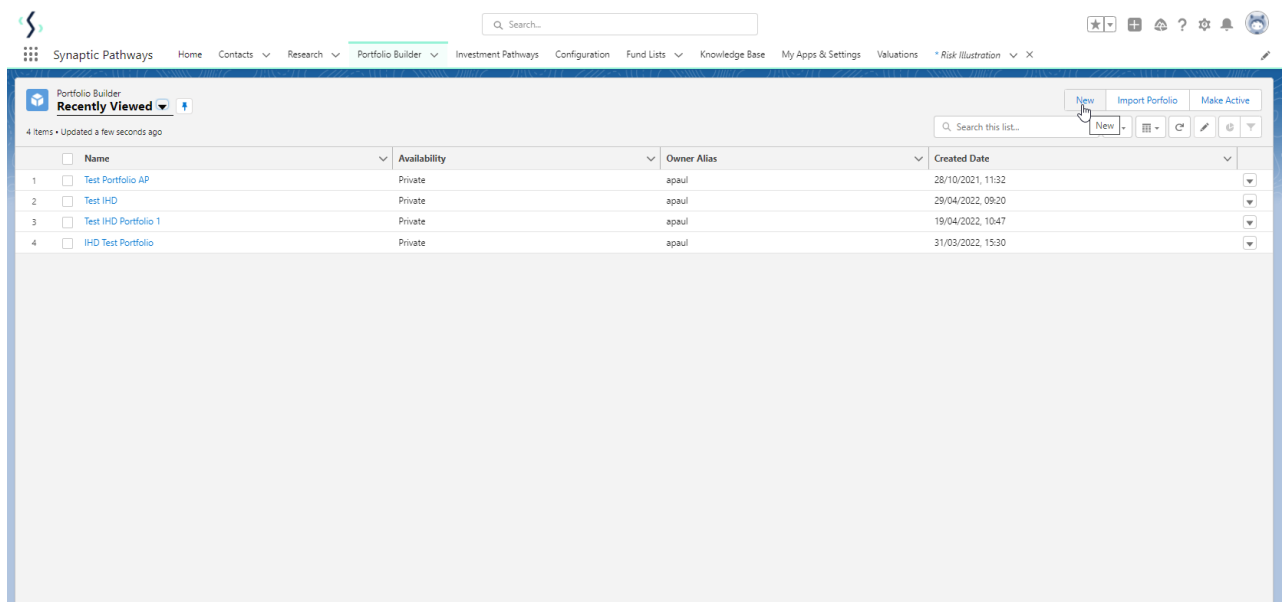 Search...
Synaptic Pathways Home Contacts Research Portfolio Builder Investment Pathways Configuration Fund Lists Knowledge Base My Apps & Settings Valuations * Risk Illustration
Portfolio Builder
Recently Viewed
New Import Porfolio Make Active
4 items • Updated a few seconds ago
Search this list...
New
Name Availability Owner Alias Created Date
1 Test Portfolio AP Private apaul 28/10/2021, 11:32
2 Test IHD Private apaul 29/04/2022, 09:20
3 Test IHD Portfolio 1 Private apaul 19/04/2022, 10:47
4 IHD Test Portfolio Private apaul 31/03/2022, 15:30